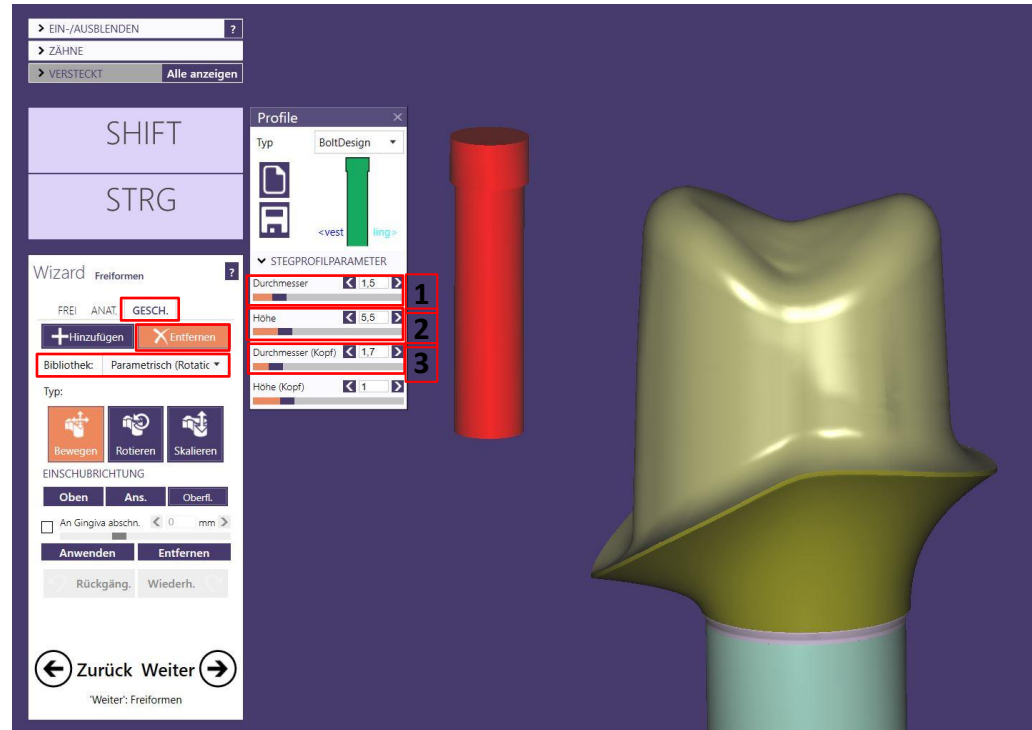 EIN-/AUSBLENDEN ?
ZÄHNE
VERSTECKT Alle anzeigen
SHIFT
STRG
Wizard Freiformen ?
FREI ANAT. GESCH.
Hinzufügen Entfernen
Bibliothek: Parametrisch (Rotatic
Typ:
Bewegen Rotieren Skalieren
EINSCHUBRICHTUNG
Oben Ans. Oberfl.
An Gingiva abschn. 0 mm
Anwenden Entfernen
Rückgäng. Wiederh.
Zurück Weiter
'Weiter': Freiformen
Profile
Typ BoltDesign
<vest ling>
STEGPROFILPARAMETER
Durchmesser 1,5 1
Höhe 5,5 2
Durchmesser (Kopf) 1,7 3
Höhe (Kopf) 1